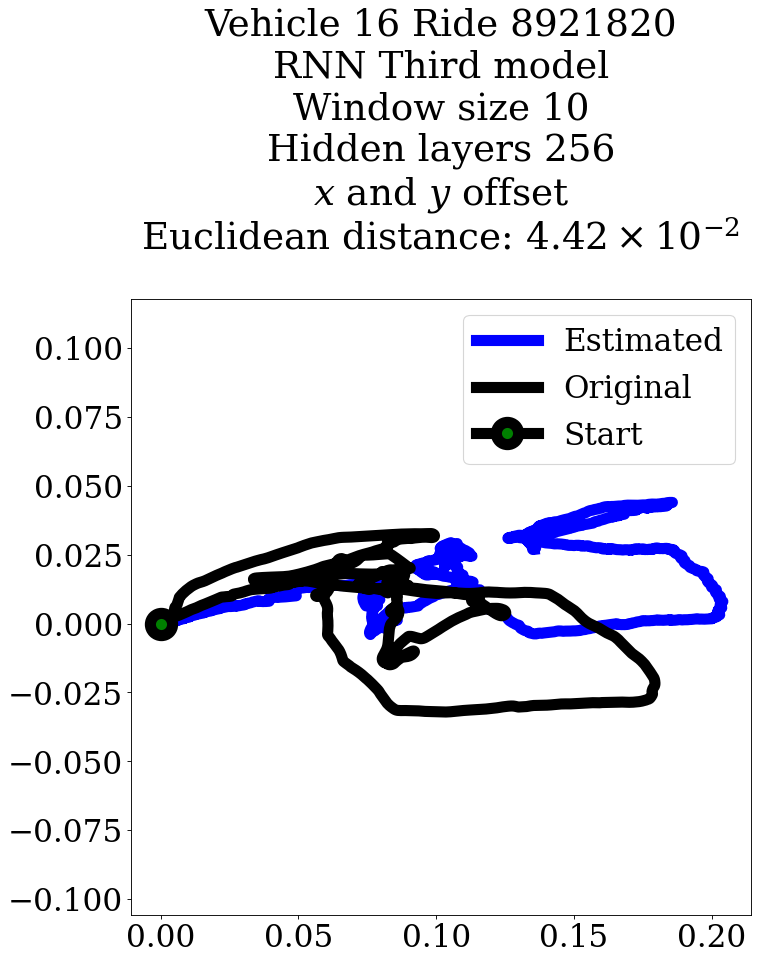 Vehicle 16 Ride 8921820
RNN Third model
Window size 10
Hidden layers 256
x and y offset
Euclidean distance: 4.42 × 10⁻²
Estimated
Original
Start
0.100
0.075
0.050
0.025
0.000
−0.025
−0.050
−0.075
−0.100
0.00 0.05 0.10 0.15 0.20